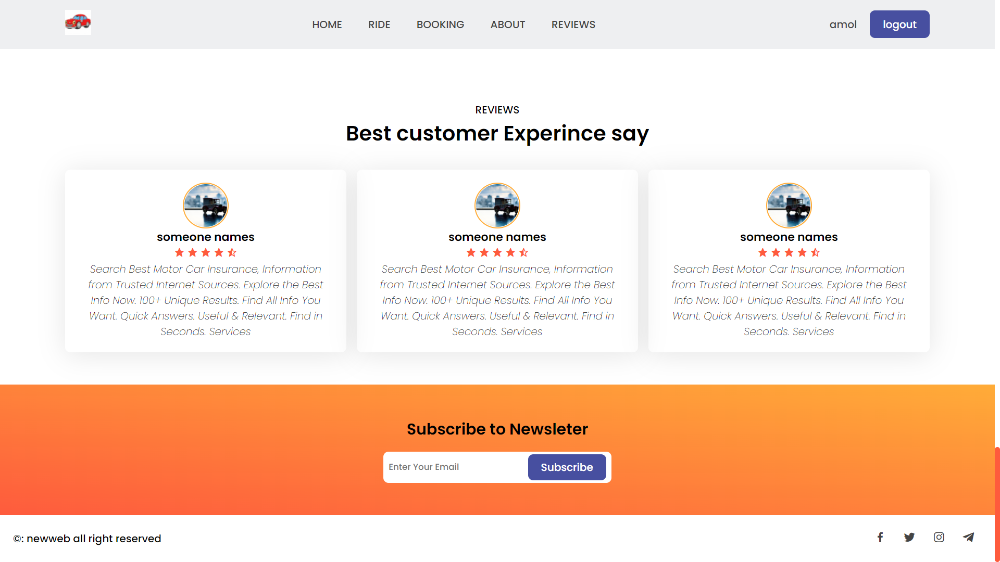 HOME RIDE BOOKING ABOUT REVIEWS amol logout
REVIEWS
Best customer Experince say
someone names
Search Best Motor Car Insurance, Information
from Trusted Internet Sources. Explore the Best
Info Now. 100+ Unique Results. Find All Info You
Want. Quick Answers. Useful & Relevant. Find in
Seconds. Services
someone names
Search Best Motor Car Insurance, Information
from Trusted Internet Sources. Explore the Best
Info Now. 100+ Unique Results. Find All Info You
Want. Quick Answers. Useful & Relevant. Find in
Seconds. Services
someone names
Search Best Motor Car Insurance, Information
from Trusted Internet Sources. Explore the Best
Info Now. 100+ Unique Results. Find All Info You
Want. Quick Answers. Useful & Relevant. Find in
Seconds. Services
Subscribe to Newsleter
Enter Your Email Subscribe
©: newweb all right reserved